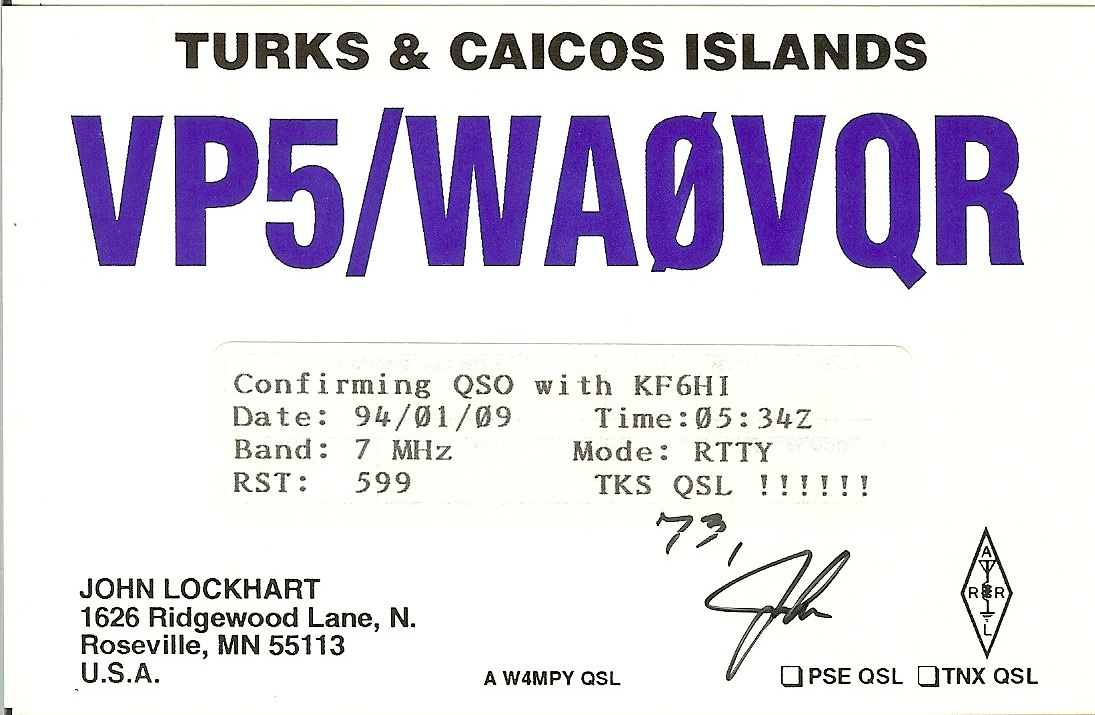 TURKS & CAICOS ISLANDS
VP5/WAØVQR
Confirming QSO with KF6HI
Date: 94/Ø1/Ø9 Time:Ø5:34Z
Band: 7 MHz Mode: RTTY
RST: 599 TKS QSL !!!!!!
73,
John
JOHN LOCKHART
1626 Ridgewood Lane, N.
Roseville, MN 55113
U.S.A.
A W4MPY QSL
A
R R
L
PSE QSL TNX QSL